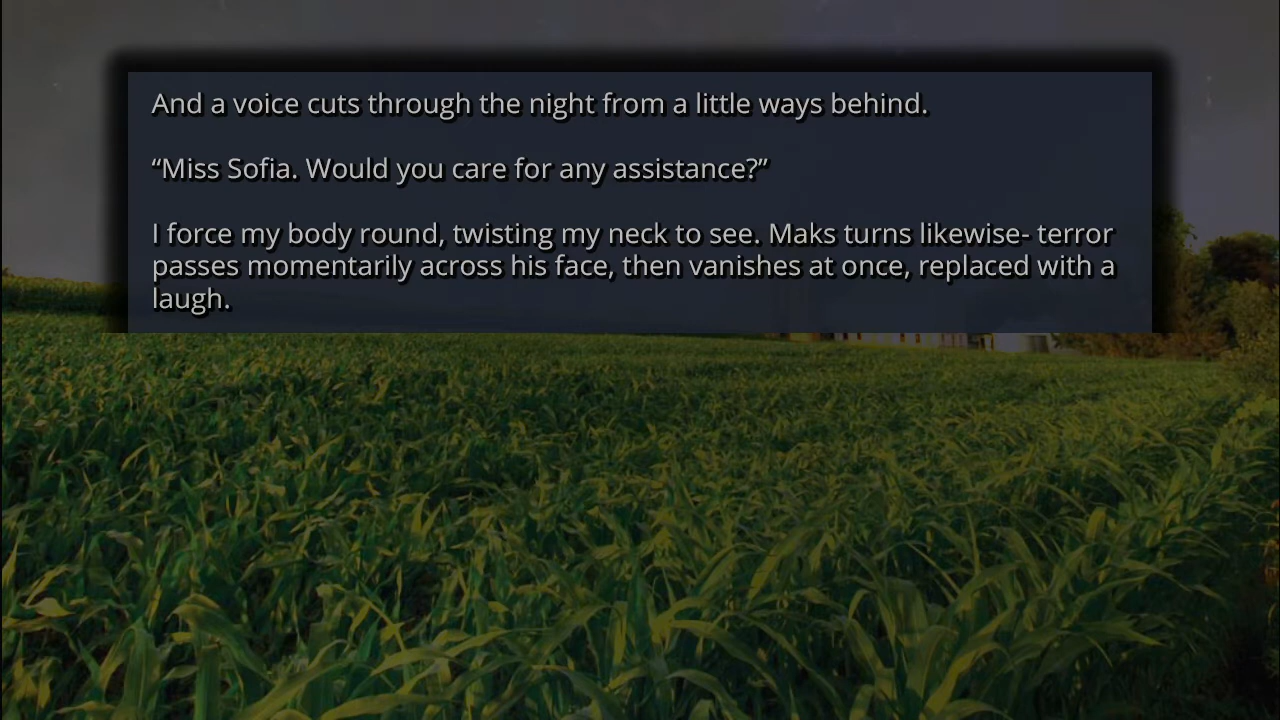 And a voice cuts through the night from a little ways behind.
“Miss Sofia. Would you care for any assistance?”
I force my body round, twisting my neck to see. Maks turns likewise- terror
passes momentarily across his face, then vanishes at once, replaced with a
laugh.